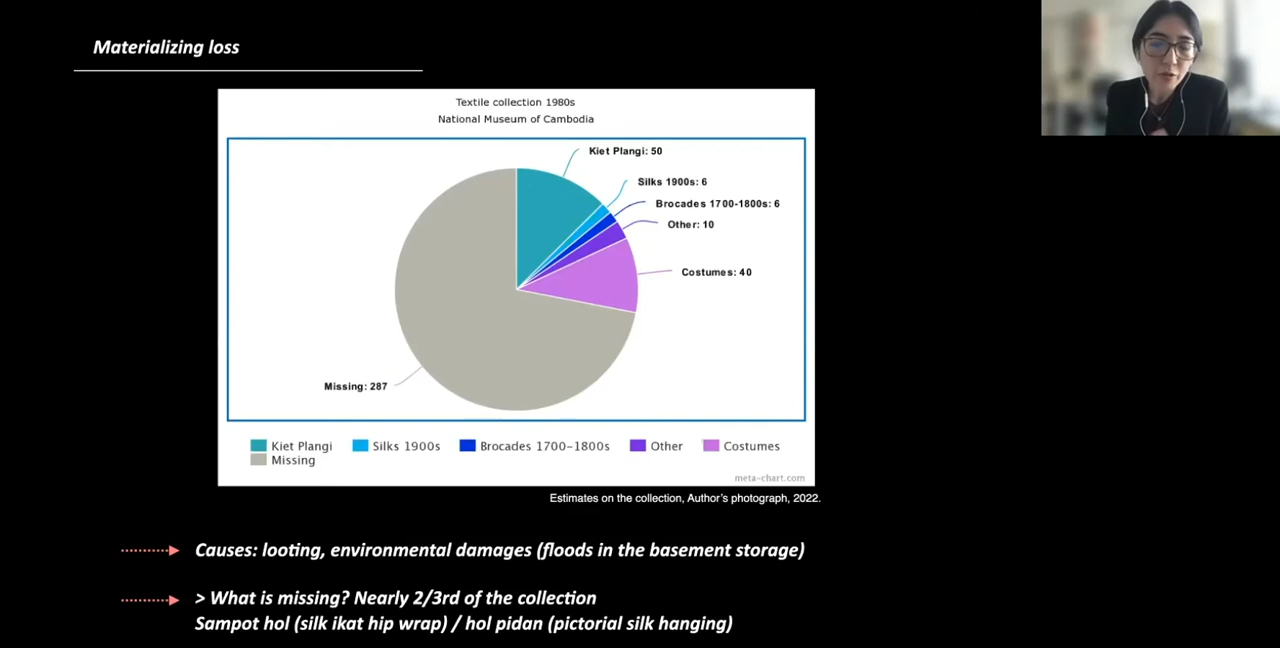 Materializing loss
Textile collection 1980s
National Museum of Cambodia
Kiet Plangi: 50
Silks 1900s: 6
Brocades 1700-1800s: 6
Other: 10
Costumes: 40
Missing: 287
Kiet Plangi Silks 1900s Brocades 1700-1800s Other Costumes
Missing
meta-chart.com
Estimates on the collection, Author's photograph, 2022.
Causes: looting, environmental damages (floods in the basement storage)
> What is missing? Nearly 2/3rd of the collection
Sampot hol (silk ikat hip wrap) / hol pidan (pictorial silk hanging)